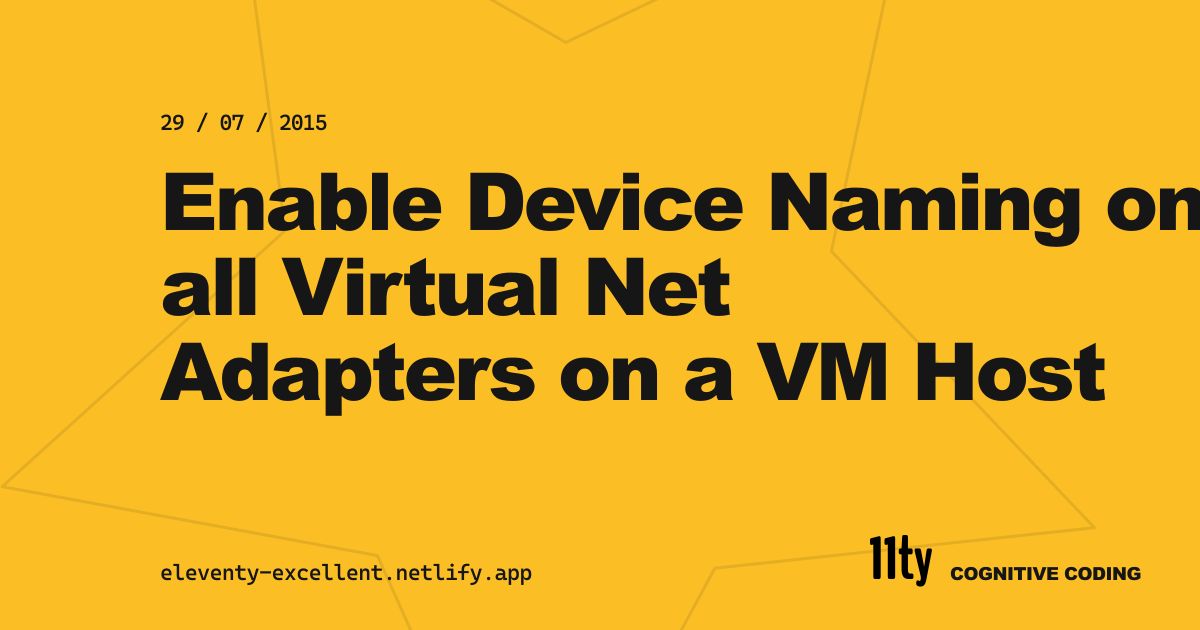 29 / 07 / 2015
Enable Device Naming on
all Virtual Net
Adapters on a VM Host
eleventy-excellent.netlify.app
11ty COGNITIVE CODING